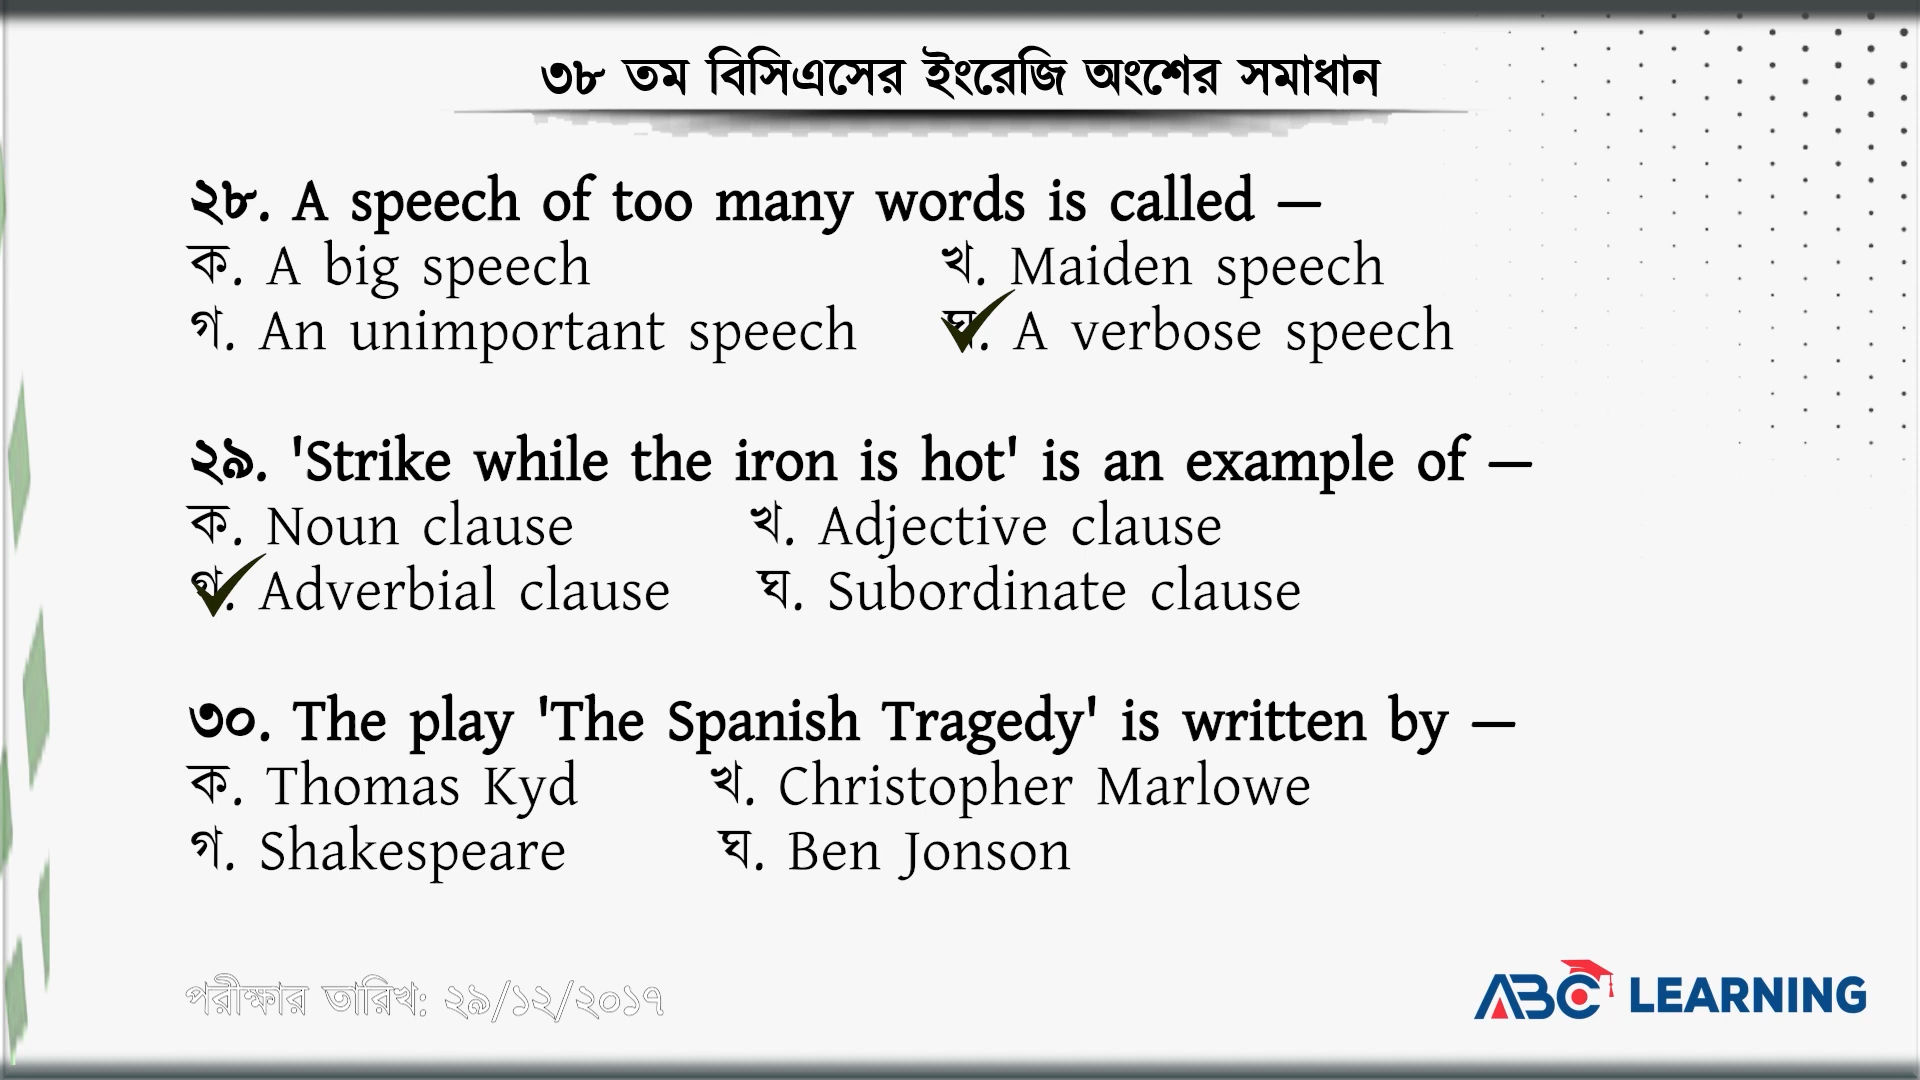 ৩৮ তম বিসিএসের ইংরেজি অংশের সমাধান
২৮. A speech of too many words is called —
ক. A big speech খ. Maiden speech
গ. An unimportant speech ঘ. A verbose speech
২৯. 'Strike while the iron is hot' is an example of —
ক. Noun clause খ. Adjective clause
গ. Adverbial clause ঘ. Subordinate clause
৩০. The play 'The Spanish Tragedy' is written by —
ক. Thomas Kyd খ. Christopher Marlowe
গ. Shakespeare ঘ. Ben Jonson
পরীক্ষার তারিখ: ২৯/১২/২০১৭
ABC LEARNING